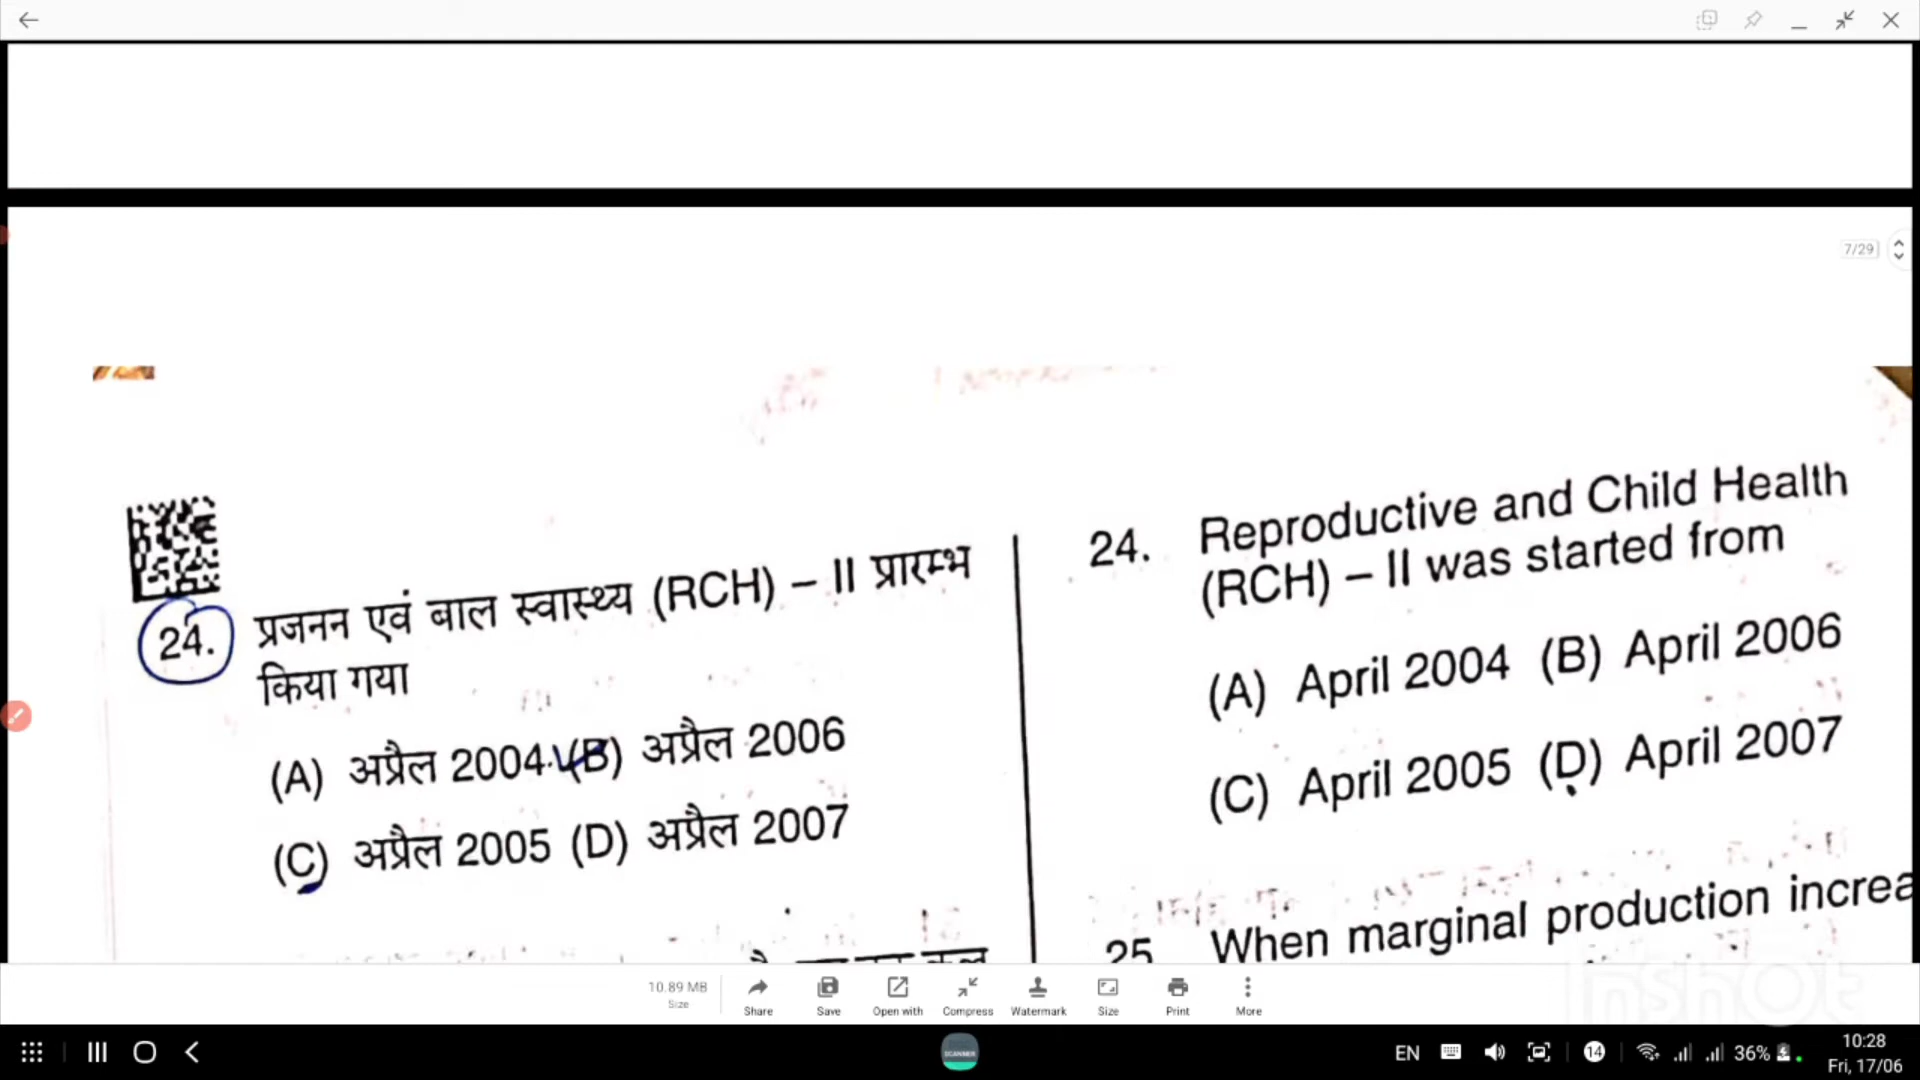 7/29
24. प्रजनन एवं बाल स्वास्थ्य (RCH) – II प्रारम्भ
किया गया
(A) अप्रैल 2004 (B) अप्रैल 2006
(C) अप्रैल 2005 (D) अप्रैल 2007
24. Reproductive and Child Health
(RCH) – II was started from
(A) April 2004 (B) April 2006
(C) April 2005 (D) April 2007
25 When marginal production increa
10.89 MB
Size
Share
Save
Open with
Compress
Watermark
Size
Print
More
InShOt
SCANNER
EN
14
36%
10:28
Fri, 17/06